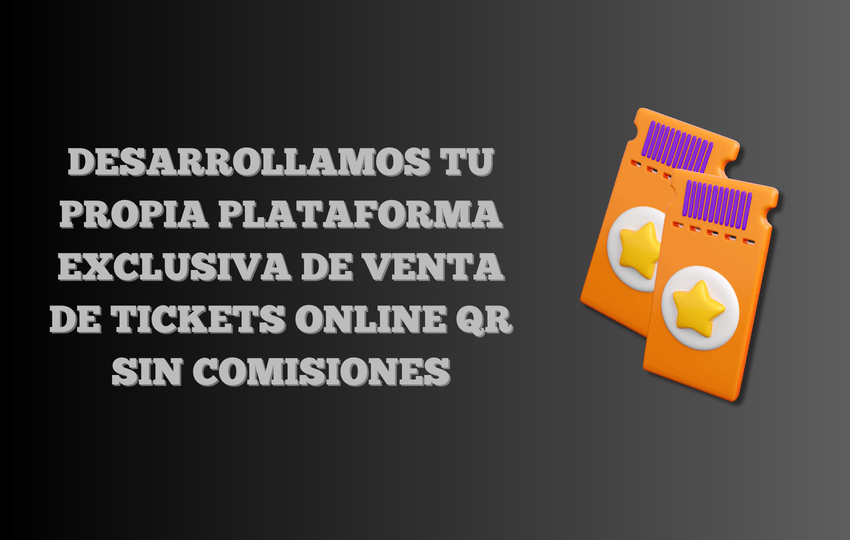 DESARROLLAMOS TU
PROPIA PLATAFORMA
EXCLUSIVA DE VENTA
DE TICKETS ONLINE QR
SIN COMISIONES